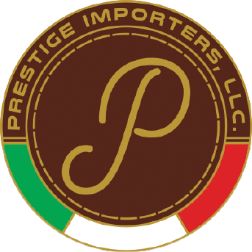 PRESTIGE IMPORTERS, LLC.
P